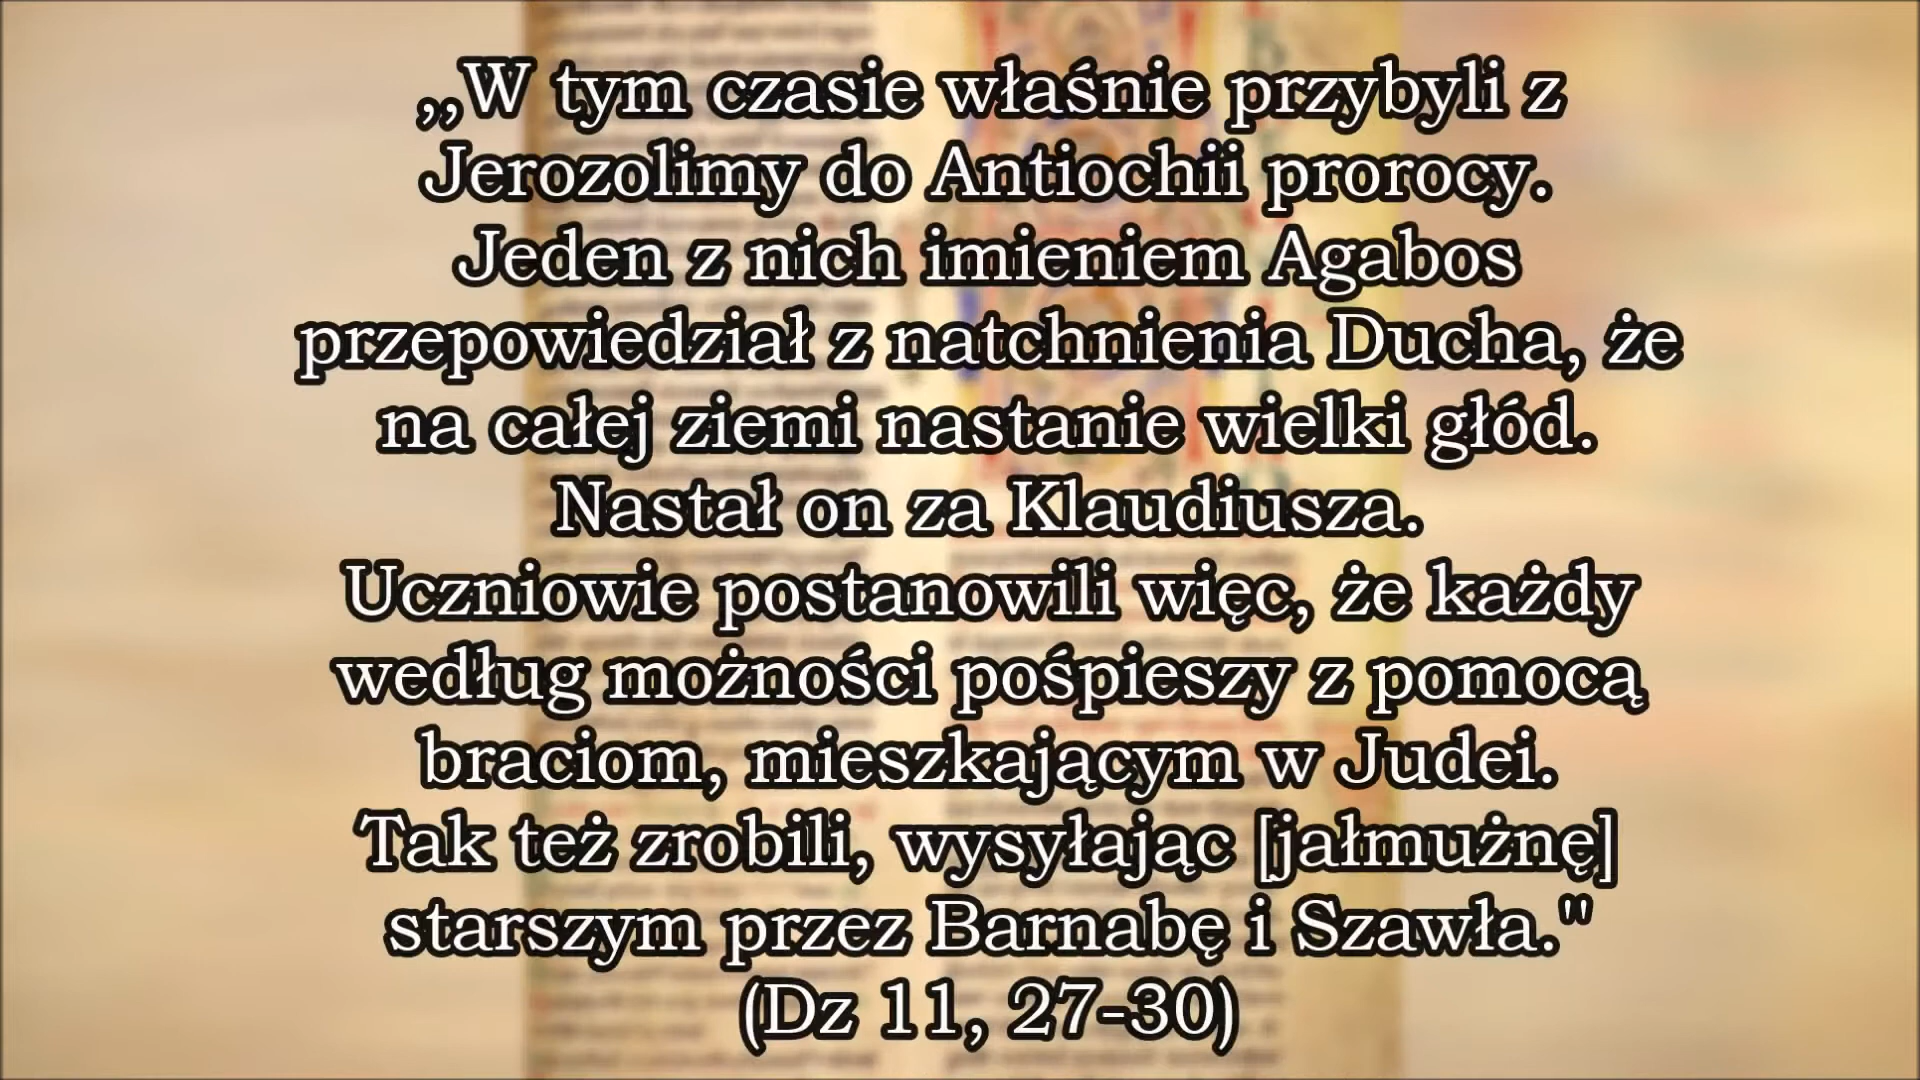 ,,W tym czasie właśnie przybyli z
Jerozolimy do Antiochii prorocy.
Jeden z nich imieniem Agabos
przepowiedział z natchnienia Ducha, że
na całej ziemi nastanie wielki głód.
Nastał on za Klaudiusza.
Uczniowie postanowili więc, że każdy
według możności pośpieszy z pomocą
braciom, mieszkającym w Judei.
Tak też zrobili, wysyłając [jałmużnę]
starszym przez Barnabę i Szawła."
(Dz 11, 27-30)